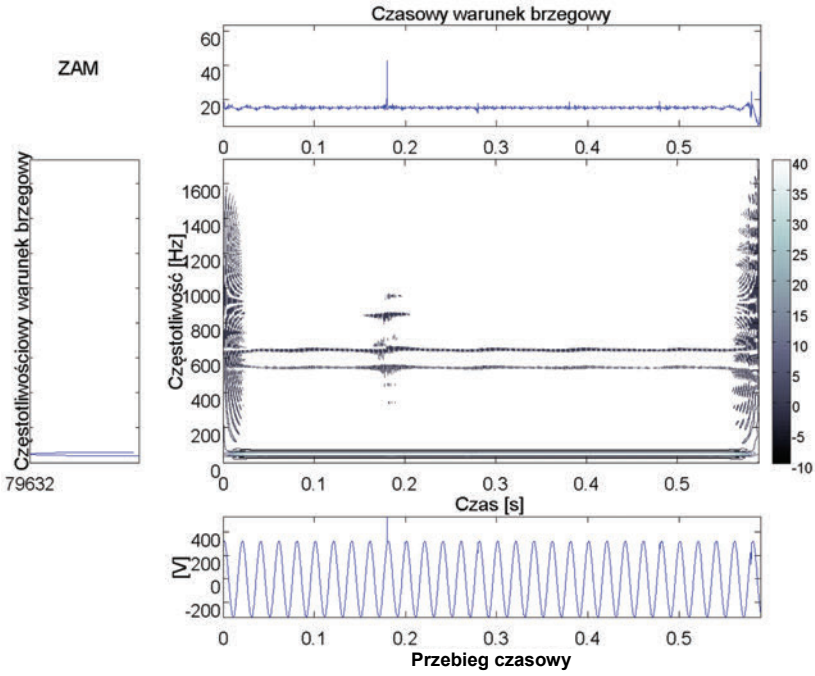 Czasowy warunek brzegowy
ZAM
60
40
20
0 0.1 0.2 0.3 0.4 0.5
Częstotliwościowy warunek brzegowy
79632
Częstotliwość [Hz]
1600
1400
1200
1000
800
600
400
200
0
0 0.1 0.2 0.3 0.4 0.5
Czas [s]
40
35
30
25
20
15
10
5
0
-5
-10
[V]
400
200
0
-200
0 0.1 0.2 0.3 0.4 0.5
Przebieg czasowy